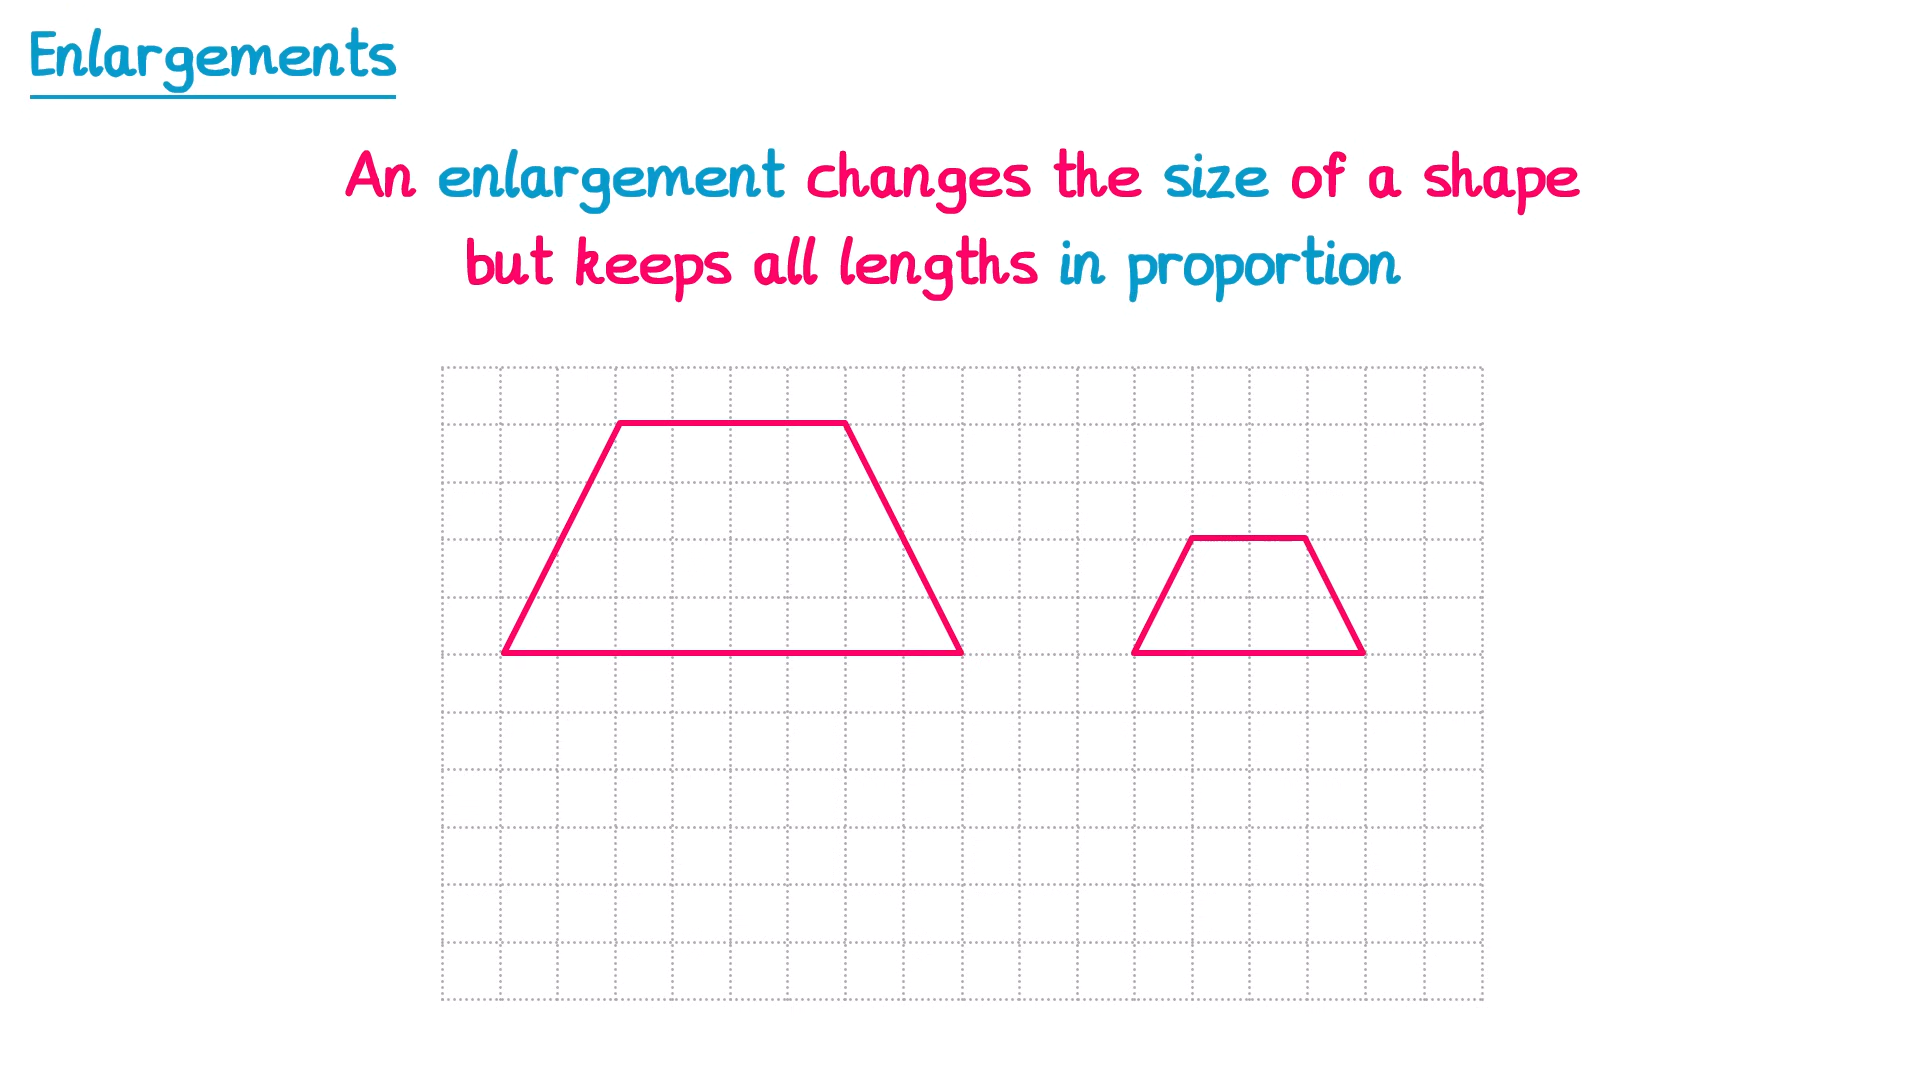 Enlargements
An enlargement changes the size of a shape
but keeps all lengths in proportion